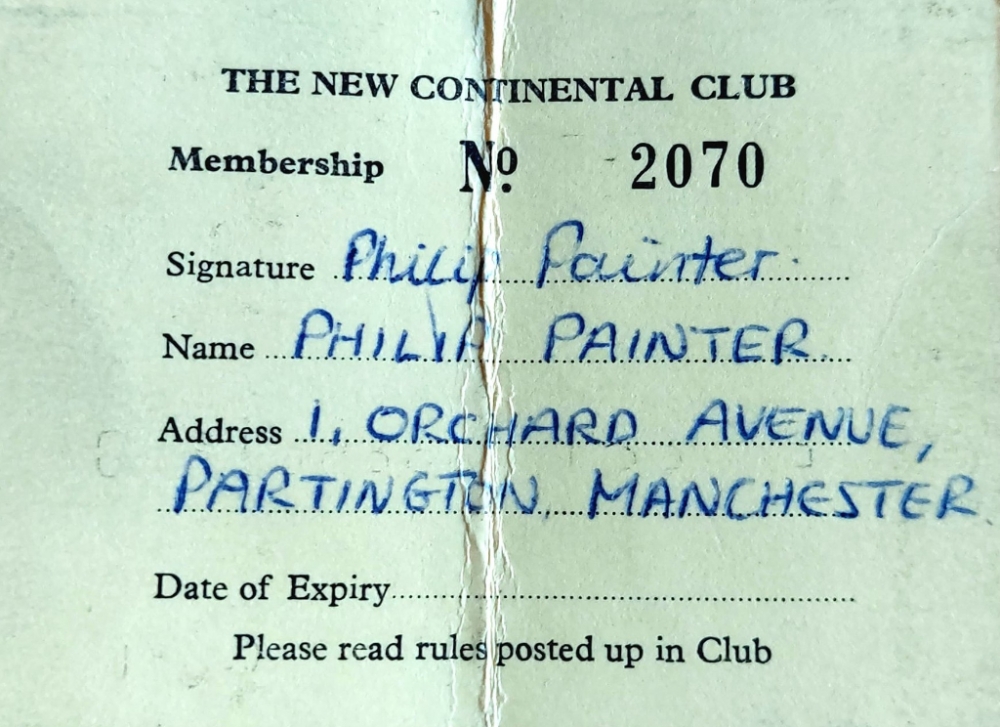 THE NEW CONTINENTAL CLUB
Membership Nº 2070
Signature Philip Painter
Name PHILIP PAINTER
Address 1, ORCHARD AVENUE,
PARTINGTON, MANCHESTER
Date of Expiry
Please read rules posted up in Club